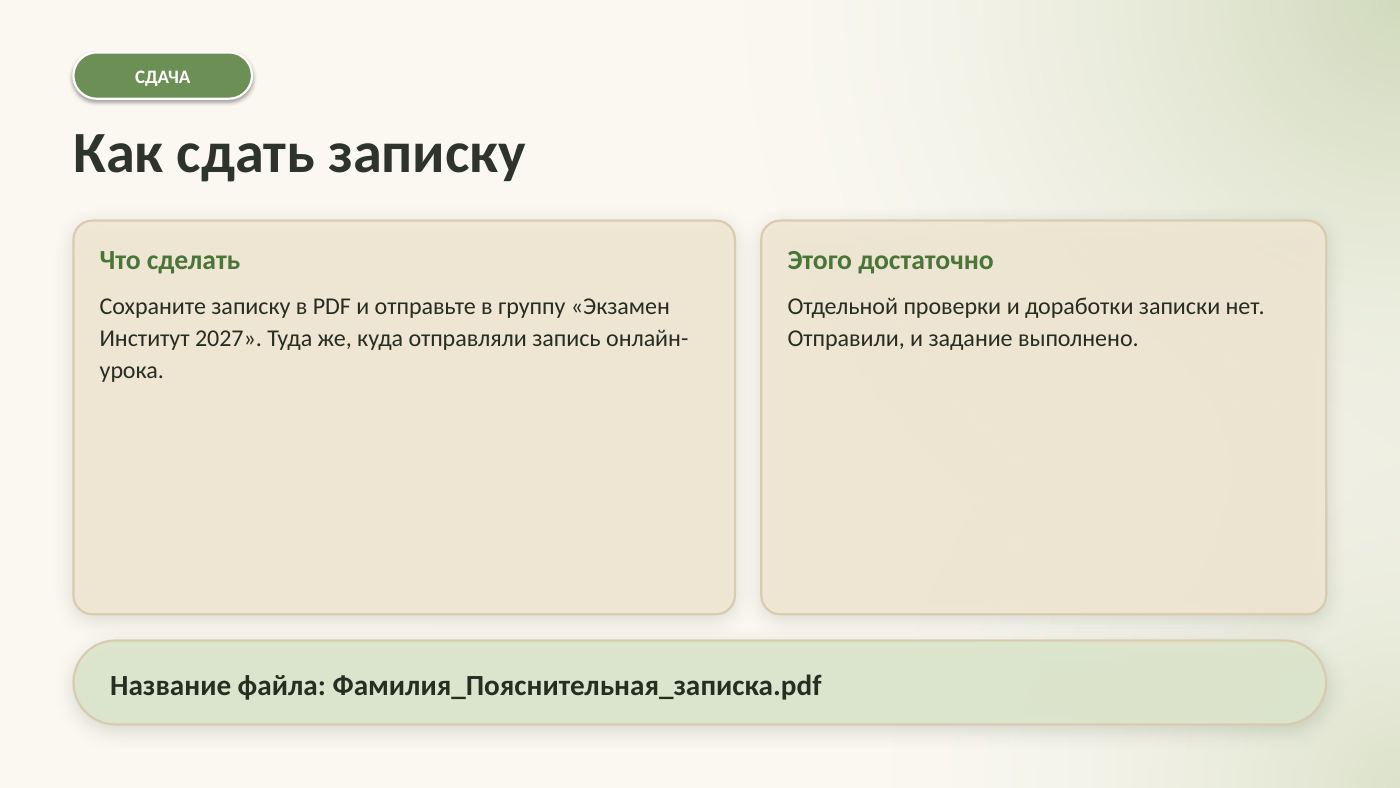 СДАЧА
Как сдать записку
Что сделать
Сохраните записку в PDF и отправьте в группу «Экзамен
Институт 2027». Туда же, куда отправляли запись онлайн-
урока.
Этого достаточно
Отдельной проверки и доработки записки нет.
Отправили, и задание выполнено.
Название файла: Фамилия_Пояснительная_записка.pdf